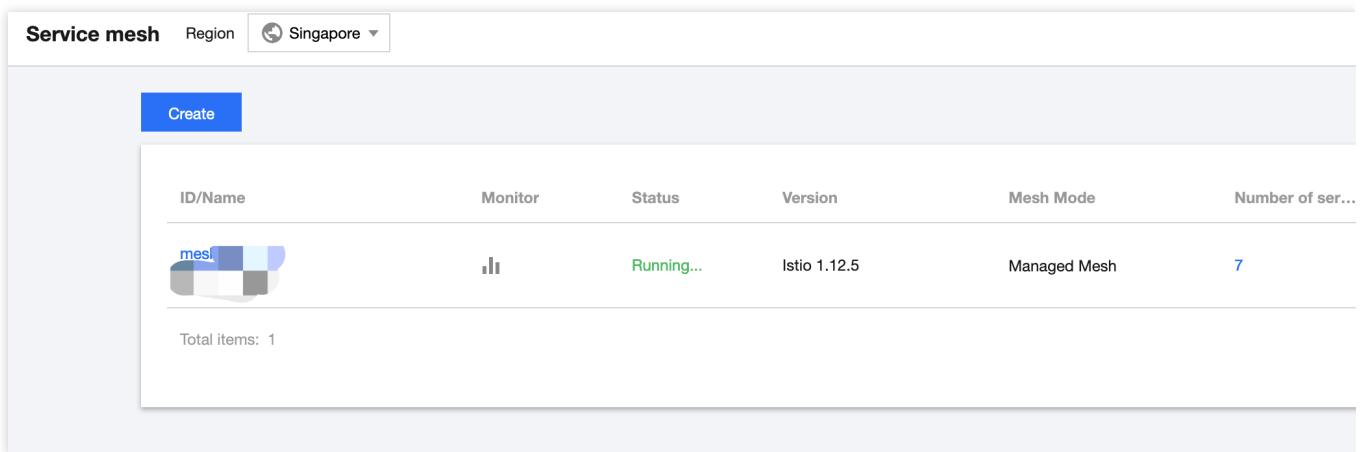 Service mesh Region Singapore
Create
ID/Name Monitor Status Version Mesh Mode Number of ser...
Running... Istio 1.12.5 Managed Mesh 7
Total items: 1